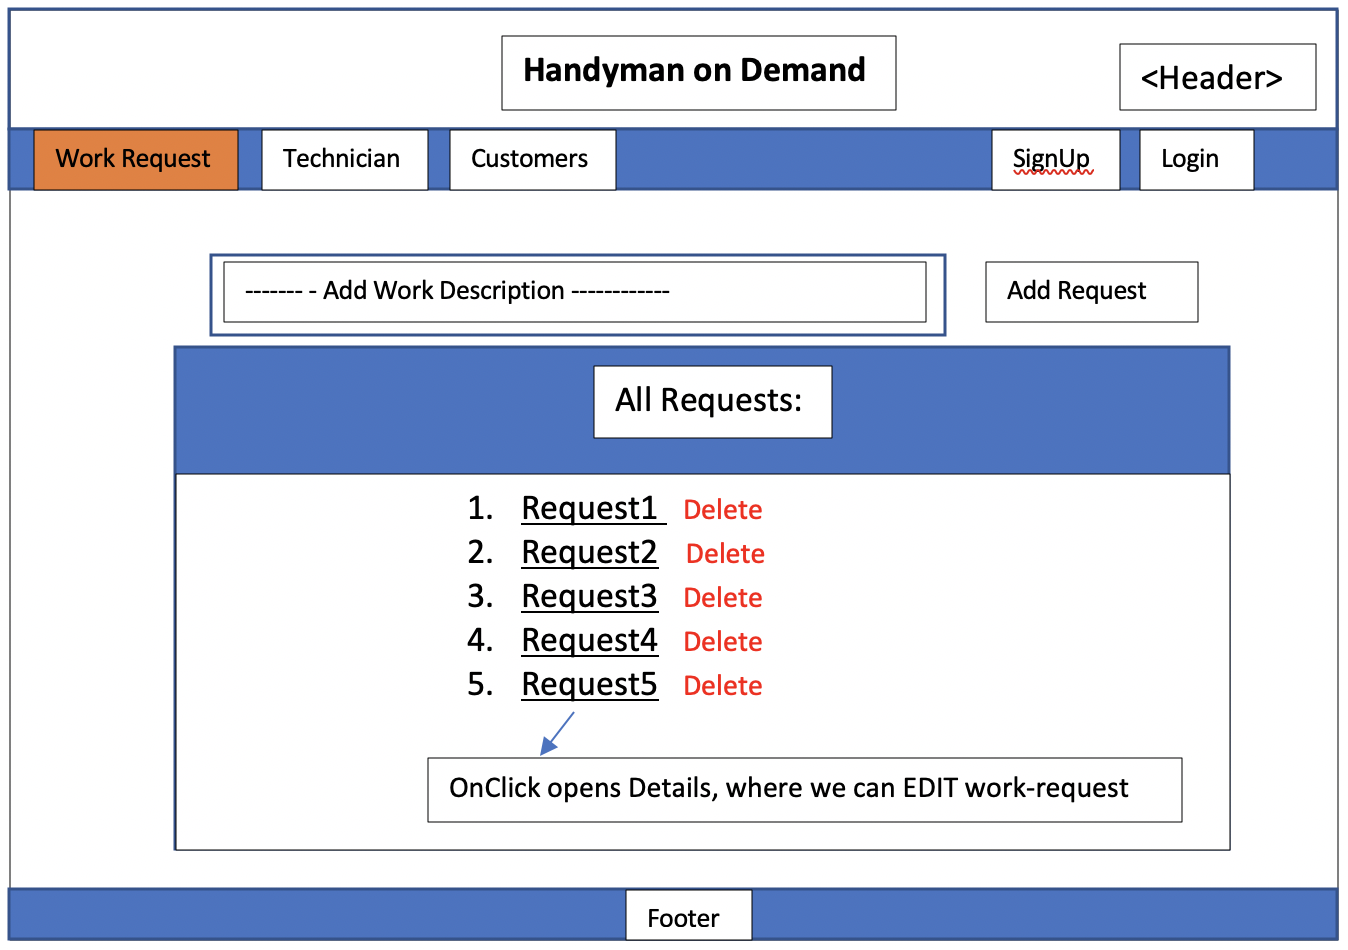 Handyman on Demand
<Header>
Work Request
Technician
Customers
SignUp
Login
------- - Add Work Description ------------
Add Request
All Requests:
1. Request1 Delete
2. Request2 Delete
3. Request3 Delete
4. Request4 Delete
5. Request5 Delete
OnClick opens Details, where we can EDIT work-request
Footer